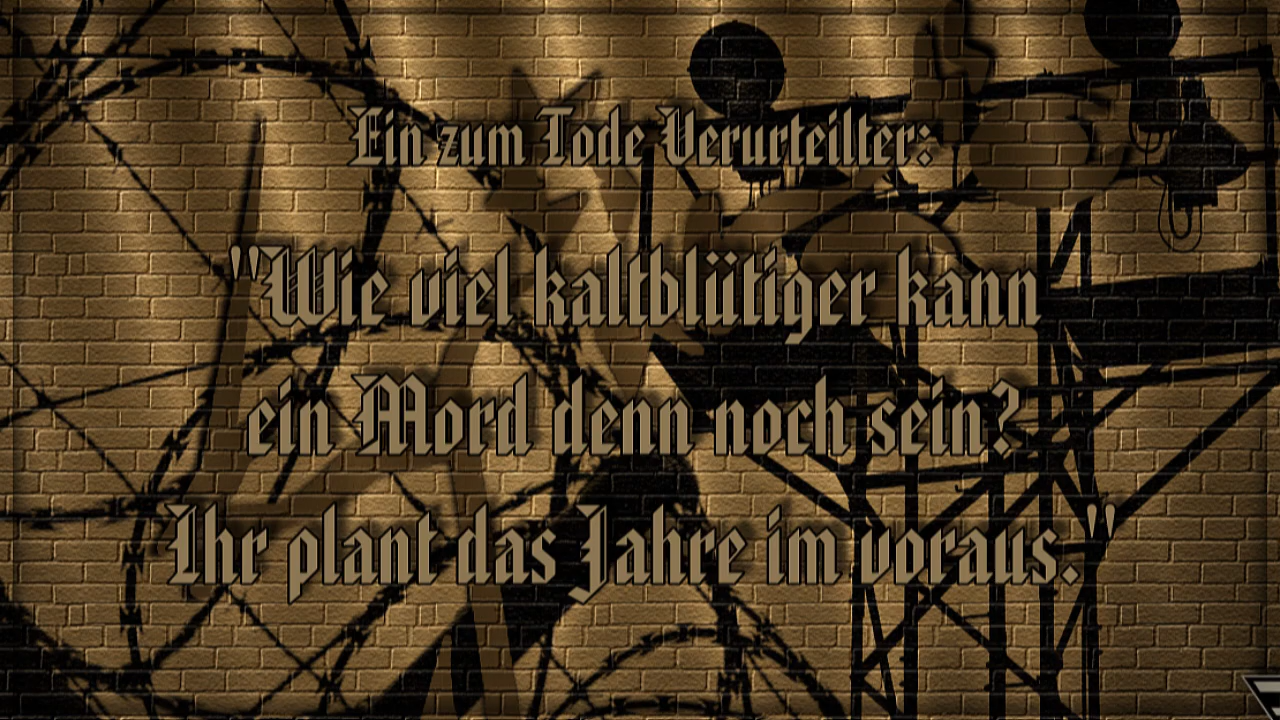 Ein zum Tode Verurteilter:
"Wie viel kaltblütiger kann
ein Mord denn noch sein?
Ihr plant das Jahre im voraus."